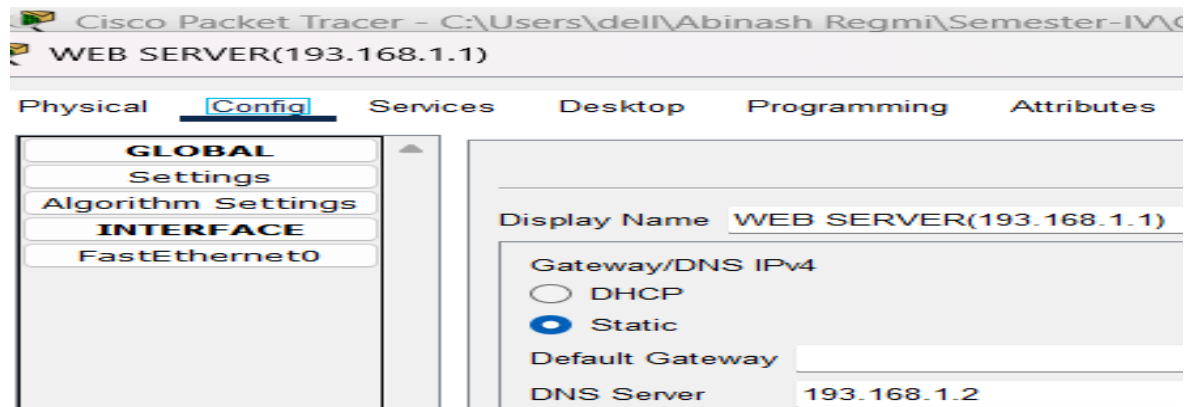 Cisco Packet Tracer - C:\Users\dell\Abinash Regmi\Semester-IV\
WEB SERVER(193.168.1.1)
Physical Config Services Desktop Programming Attributes
GLOBAL
Settings
Algorithm Settings
INTERFACE
FastEthernet0
Display Name WEB SERVER(193.168.1.1)
Gateway/DNS IPv4
DHCP
Static
Default Gateway
DNS Server 193.168.1.2